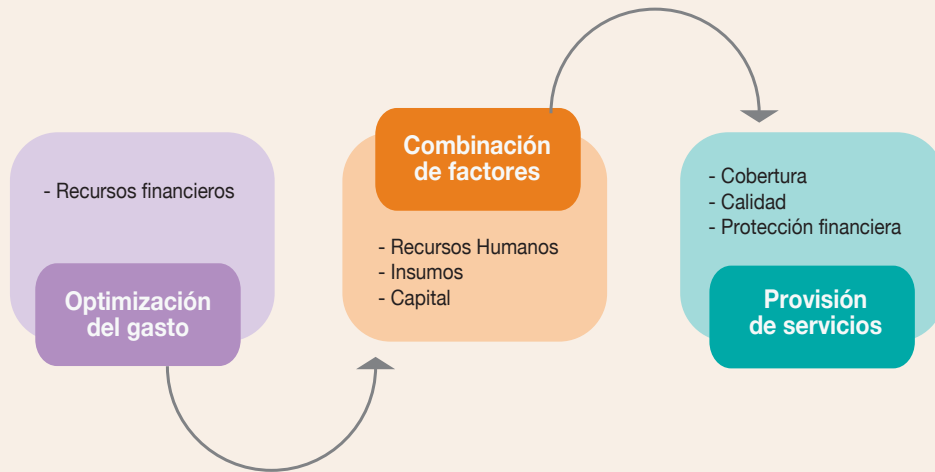 - Recursos financieros
Optimización
del gasto
Combinación
de factores
- Recursos Humanos
- Insumos
- Capital
- Cobertura
- Calidad
- Protección financiera
Provisión
de servicios